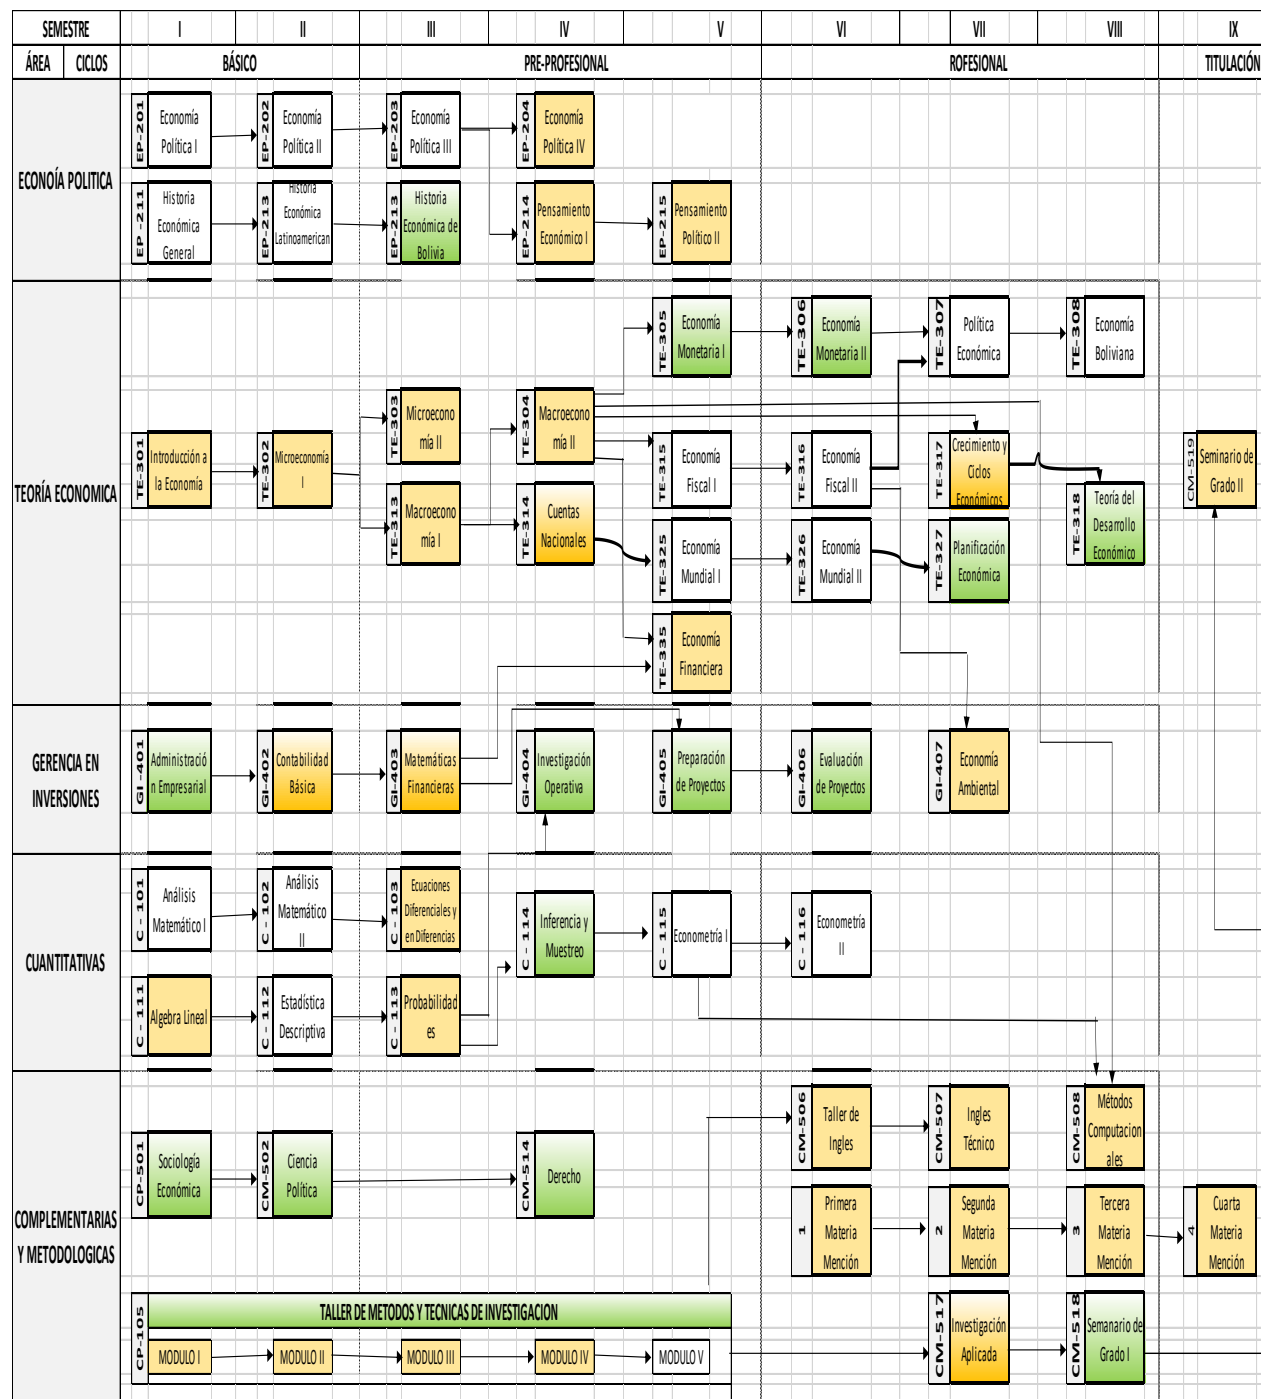 SEMESTRE I II III IV V VI VII VIII IX
ÁREA CICLOS BÁSICO PRE-PROFESIONAL ROFESIONAL TITULACIÓN
ECONOÍA POLITICA
EP-201
Economía
Política I
EP-202
Economía
Política II
EP-203
Economía
Política III
EP-204
Economía
Política IV
EP -211
Historia
Económica
General
EP-213
Historia
Económica
Latinoamerican
EP-213
Historia
Económica de
Bolivia
EP-214
Pensamiento
Económico I
EP-215
Pensamiento
Político II
TEORÍA ECONOMICA
TE-305
Economía
Monetaria I
TE-306
Economía
Monetaria II
TE-307
Política
Económica
TE-308
Economía
Boliviana
TE-301
Introducción a
la Economía
TE-302
Microeconomía
I
TE-303
Microecono
mía II
TE-304
Macroecono
mía II
TE-315
Economía
Fiscal I
TE-316
Economía
Fiscal II
TE-317
Crecimiento y
Ciclos
Económicos
CM-519
Seminario de
Grado II
TE-313
Macroecono
mía I
TE-314
Cuentas
Nacionales
TE-318
Teoría del
Desarrollo
Económico
TE-325
Economía
Mundial I
TE-326
Economía
Mundial II
TE-327
Planificación
Económica
TE-335
Economía
Financiera
GERENCIA EN
INVERSIONES
GI-401
Administració
n Empresarial
GI-402
Contabilidad
Básica
GI-403
Matemáticas
Financieras
GI-404
Investigación
Operativa
GI-405
Preparación
de Proyectos
GI-406
Evaluación
de Proyectos
GI-407
Economía
Ambiental
CUANTITATIVAS
C - 101
Análisis
Matemático I
C - 102
Análisis
Matemático
II
C - 103
Ecuaciones
Diferenciales y
en Diferencias
C - 114
Inferencia y
Muestreo
C - 115
Econometría I
C - 116
Econometría
II
C - 111
Algebra Lineal
C - 112
Estadística
Descriptiva
C - 113
Probabilidad
es
COMPLEMENTARIAS
Y METODOLOGICAS
CM-506
Taller de
Ingles
CM-507
Ingles
Técnico
CM-508
Métodos
Computacion
ales
CP-501
Sociología
Económica
CM-502
Ciencia
Política
CM-514
Derecho
1
Primera
Materia
Mención
2
Segunda
Materia
Mención
3
Tercera
Materia
Mención
4
Cuarta
Materia
Mención
CP-105
TALLER DE METODOS Y TECNICAS DE INVESTIGACION
MODULO I MODULO II MODULO III MODULO IV MODULO V
CM-517
Investigación
Aplicada
CM-518
Semanario de
Grado I